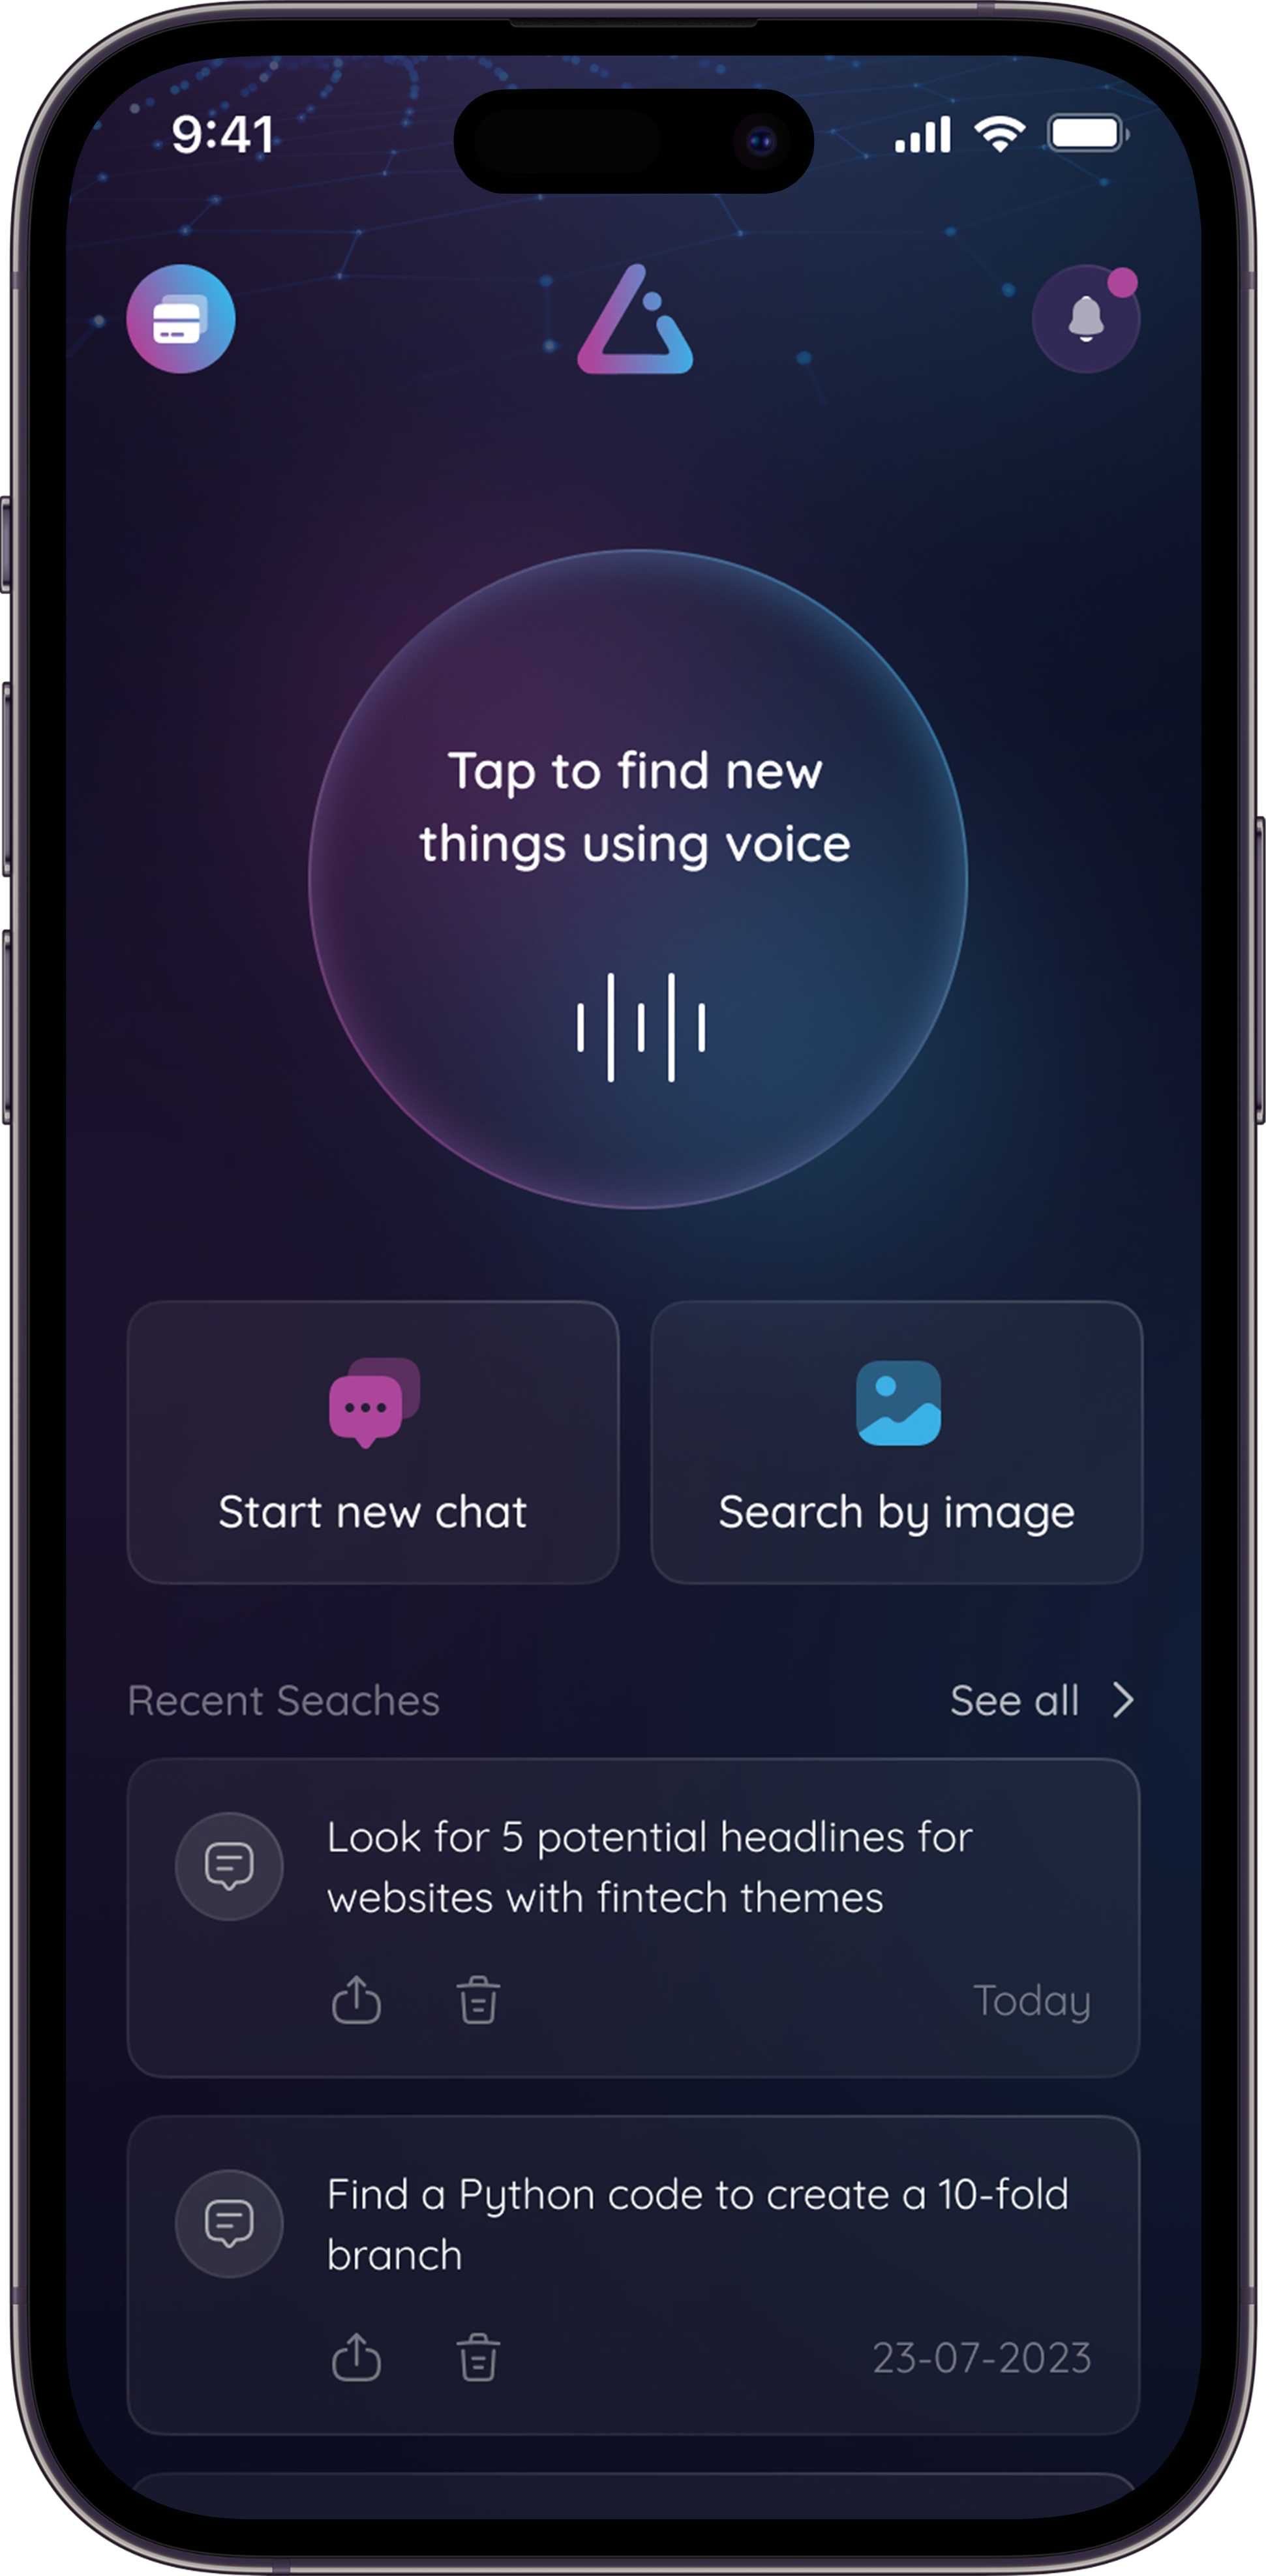 9:41
Tap to find new
things using voice
Start new chat
Search by image
Recent Seaches
See all
Look for 5 potential headlines for
websites with fintech themes
Today
Find a Python code to create a 10-fold
branch
23-07-2023